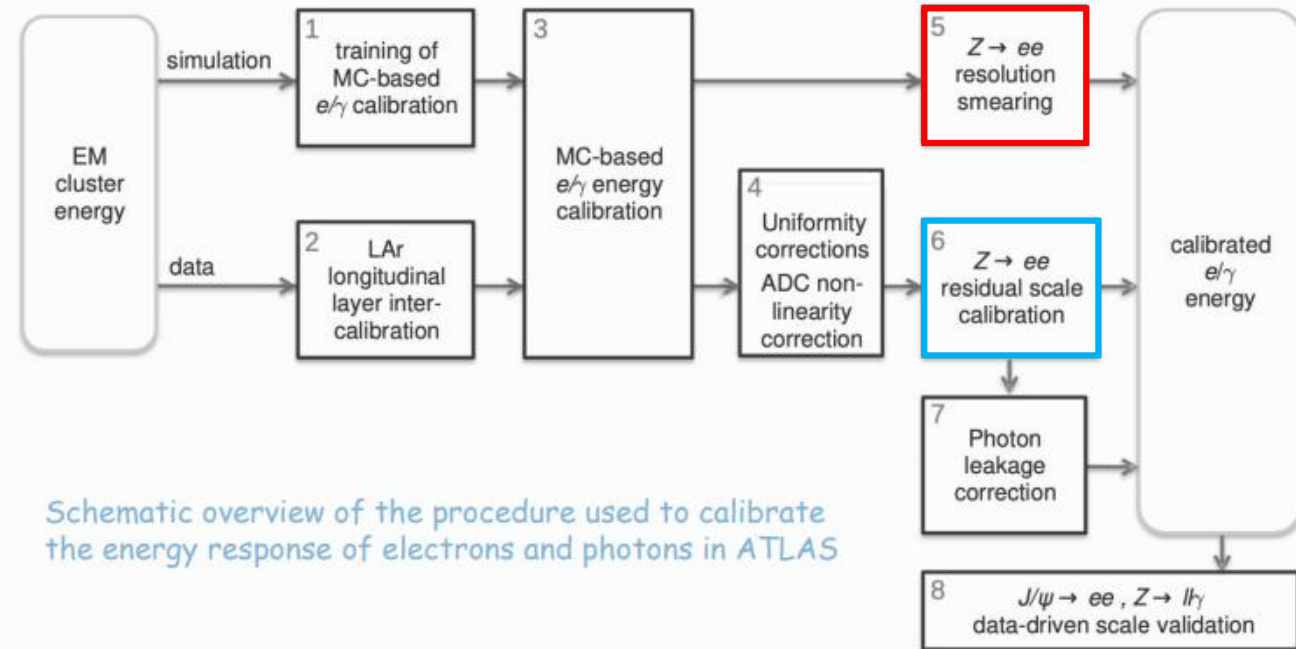 EM
cluster
energy
simulation
data
1
training of
MC-based
e/γ calibration
2
LAr
longitudinal
layer inter-
calibration
3
MC-based
e/γ energy
calibration
4
Uniformity
corrections
ADC non-
linearity
correction
5
Z → ee
resolution
smearing
6
Z → ee
residual scale
calibration
7
Photon
leakage
correction
calibrated
e/γ
energy
8
J/ψ → ee , Z → llγ
data-driven scale validation
Schematic overview of the procedure used to calibrate
the energy response of electrons and photons in ATLAS